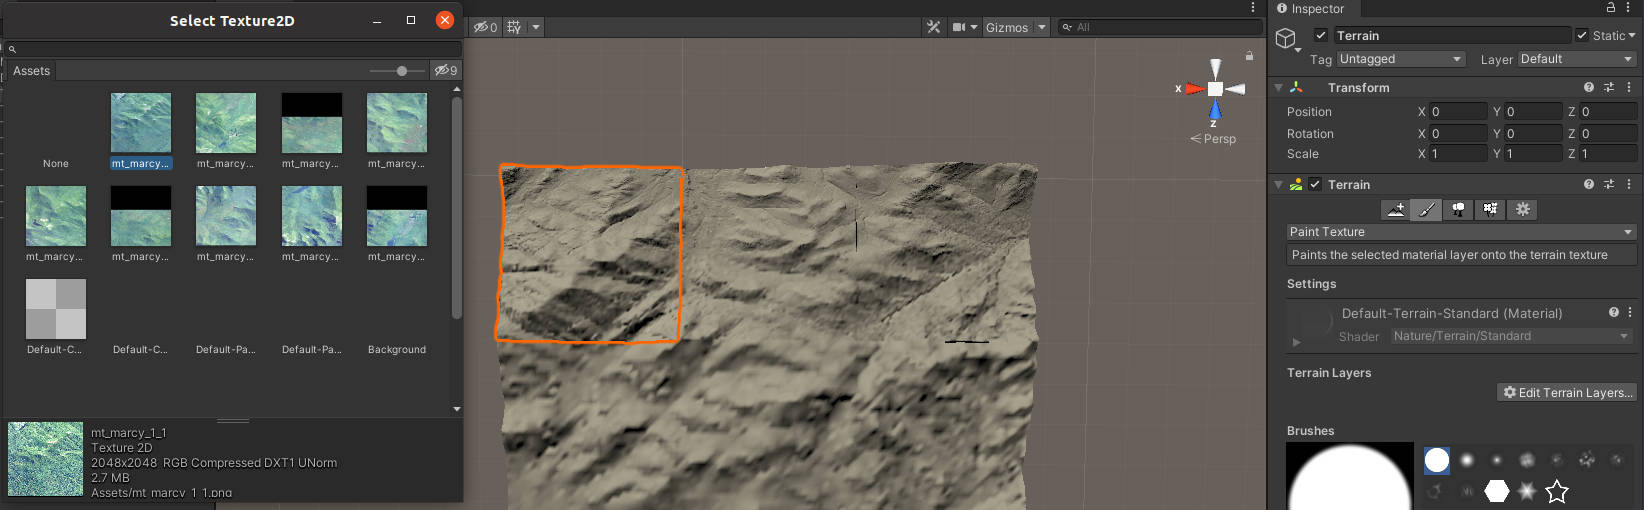 Select Texture2D
Assets
9
None
mt_marcy...
mt_marcy...
mt_marcy...
mt_marcy...
mt_marcy...
mt_marcy...
mt_marcy...
mt_marcy...
mt_marcy...
Default-C...
Default-C...
Default-Pa...
Default-Pa...
Background
mt_marcy_1_1
Texture 2D
2048x2048 RGB Compressed DXT1 UNorm
2.7 MB
Assets/mt_marcy_1_1.png
0
Gizmos
All
x
z
Persp
Inspector
Terrain
Static
Tag Untagged Layer Default
Transform
Position X 0 Y 0 Z 0
Rotation X 0 Y 0 Z 0
Scale X 1 Y 1 Z 1
Terrain
Paint Texture
Paints the selected material layer onto the terrain texture
Settings
Default-Terrain-Standard (Material)
Shader Nature/Terrain/Standard
Terrain Layers
Edit Terrain Layers...
Brushes